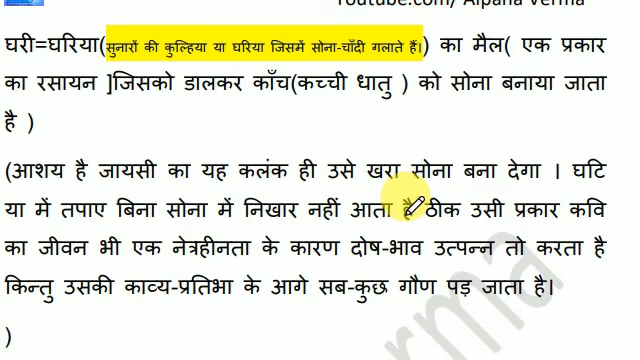 Youtube.com/ Alpana Verma
घरी=घरिया(सुनारों की कुल्हिया या घरिया जिसमें सोना-चाँदी गलाते हैं।) का मैल( एक प्रकार
का रसायन ]जिसको डालकर काँच(कच्ची धातु ) को सोना बनाया जाता
है )
(आशय है जायसी का यह कलंक ही उसे खरा सोना बना देगा । घटि
या में तपाए बिना सोना में निखार नहीं आता है ठीक उसी प्रकार कवि
का जीवन भी एक नेत्रहीनता के कारण दोष-भाव उत्पन्न तो करता है
किन्तु उसकी काव्य-प्रतिभा के आगे सब-कुछ गौण पड़ जाता है।
)